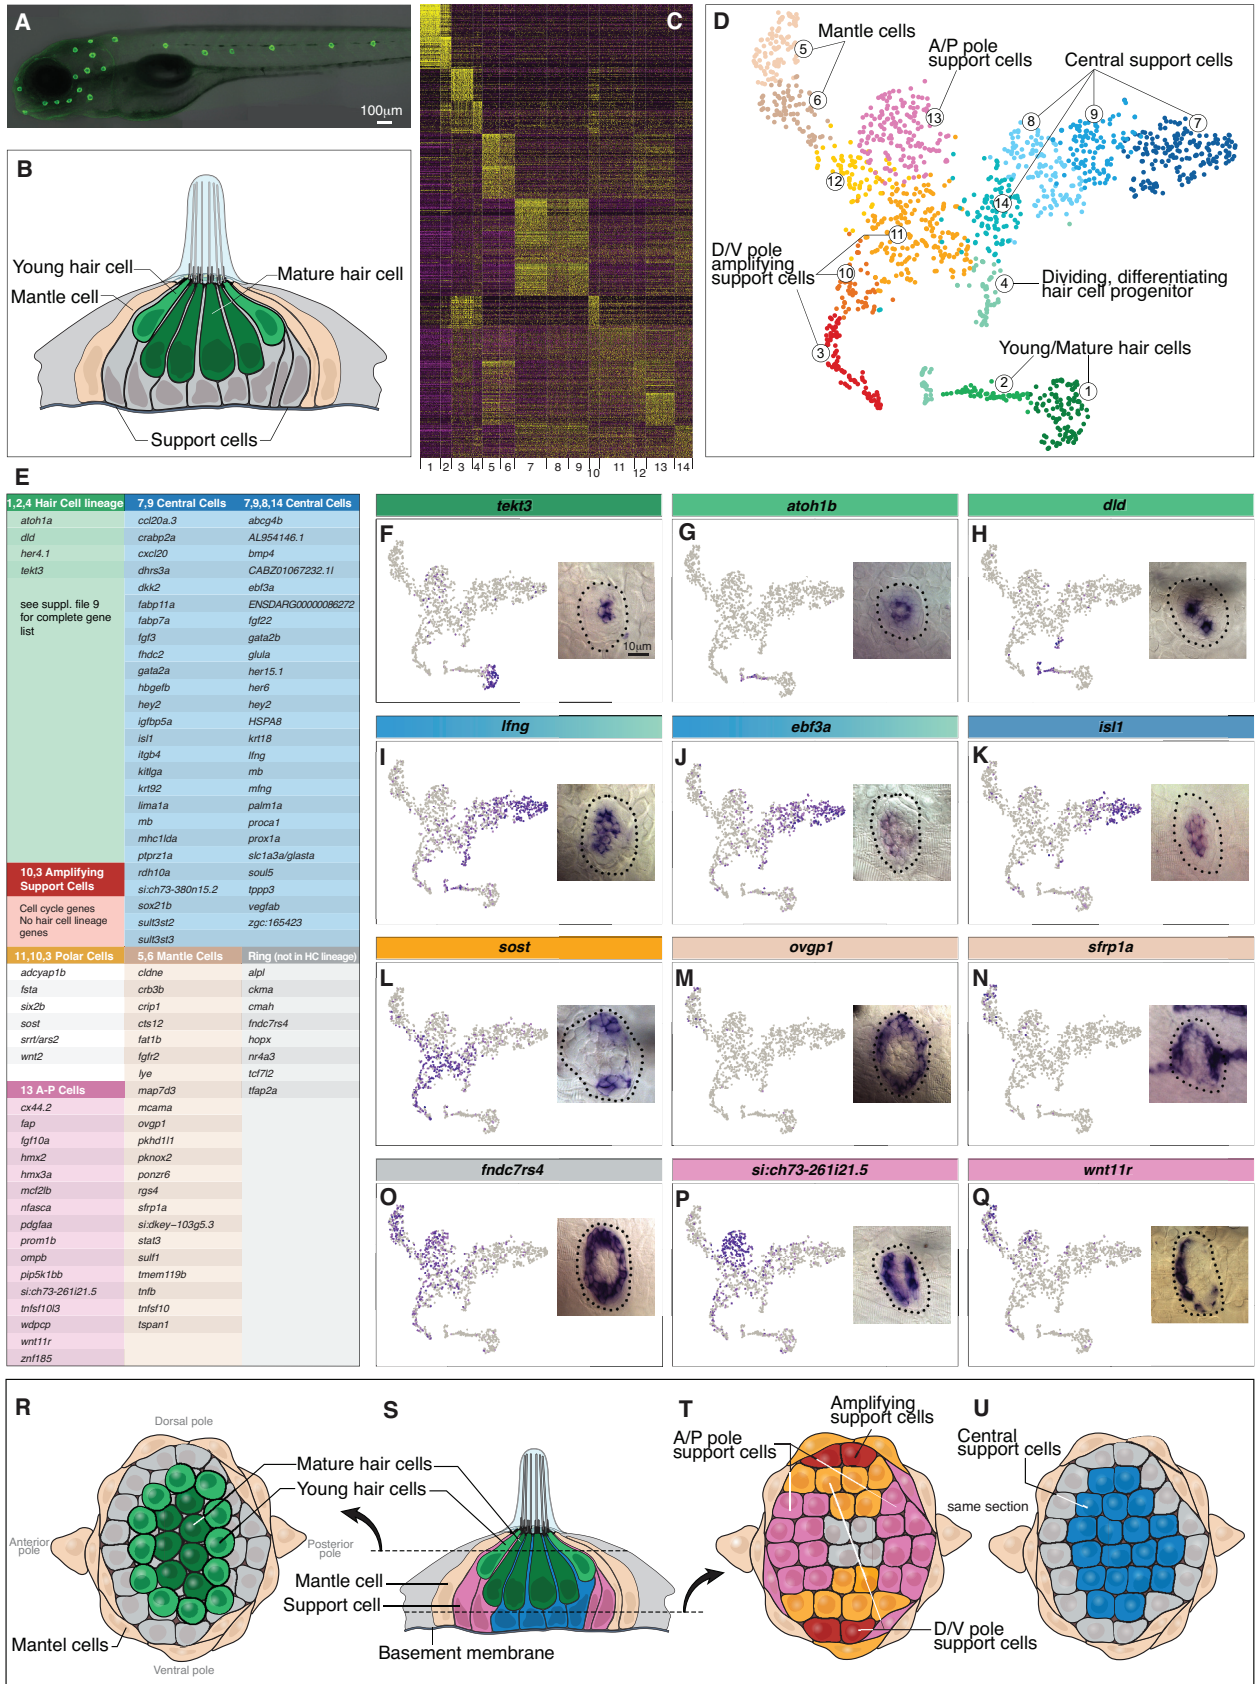 A
100µm
B
Young hair cell
Mantle cell
Mature hair cell
Support cells
C
1 2 3 4 5 6 7 8 9 10 11 12 13 14
D
Mantle cells
A/P pole
support cells
Central support cells
5
6
13
8
9
7
12
14
11
D/V pole
amplifying
support cells
10
4
Dividing, differentiating
hair cell progenitor
3
Young/Mature hair cells
2
1
E
1,2,4 Hair Cell lineage
atoh1a
dld
her4.1
tekt3
see suppl. file 9
for complete gene
list
10,3 Amplifying
Support Cells
Cell cycle genes
No hair cell lineage
genes
7,9 Central Cells
ccl20a.3
crabp2a
cxcl20
dhrs3a
dkk2
fabp11a
fabp7a
fgf3
fhdc2
gata2a
hbgefb
hey2
igfbp5a
isl1
itgb4
kitlga
krt92
lima1a
mb
mhc1lda
ptprz1a
rdh10a
si:ch73-380n15.2
sox21b
sult3st2
sult3st3
7,9,8,14 Central Cells
abcg4b
AL954146.1
bmp4
CABZ01067232.1l
ebf3a
ENSDARG00000086272
fgf22
gata2b
glula
her15.1
her6
hey2
HSPA8
krt18
lfng
mb
mfng
palm1a
proca1
prox1a
slc1a3a/glasta
soul5
tppp3
vegfab
zgc:165423
11,10,3 Polar Cells
adcyap1b
fsta
six2b
sost
srrt/ars2
wnt2
13 A-P Cells
cx44.2
fap
fgf10a
hmx2
hmx3a
mcf2lb
nfasca
pdgfaa
prom1b
ompb
pip5k1bb
si:ch73-261i21.5
tnfsf10l3
wdpcp
wnt11r
znf185
5,6 Mantle Cells
cldne
crb3b
crip1
cts12
fat1b
fgfr2
lye
map7d3
mcama
ovgp1
pkhd1l1
pknox2
ponzr6
rgs4
sfrp1a
si:dkey–103g5.3
stat3
sulf1
tmem119b
tnfb
tnfsf10
tspan1
Ring (not in HC lineage)
alpl
ckma
cmah
fndc7rs4
hopx
nr4a3
tcf7l2
tfap2a
tekt3
F
10µm
atoh1b
G
dld
H
lfng
I
ebf3a
J
isl1
K
sost
L
ovgp1
M
sfrp1a
N
fndc7rs4
O
si:ch73-261i21.5
P
wnt11r
Q
R
Dorsal pole
Anterior
pole
Posterior
pole
Mantel cells
Ventral pole
S
Mature hair cells
Young hair cells
Mantle cell
Support cell
Basement membrane
T
Amplifying
support cells
A/P pole
support cells
D/V pole
support cells
U
Central
support cells
same section